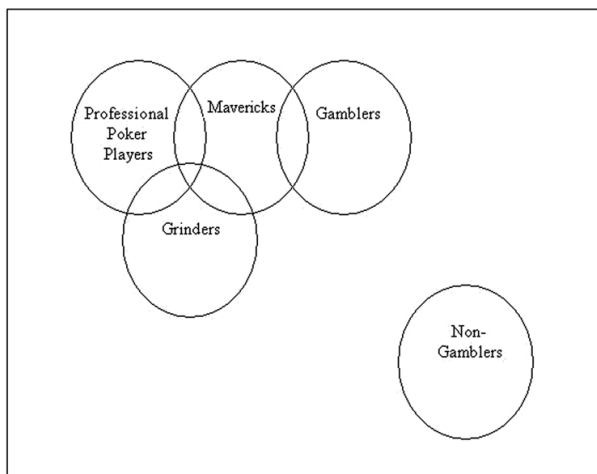 Professional
Poker
Players
Mavericks
Gamblers
Grinders
Non-
Gamblers